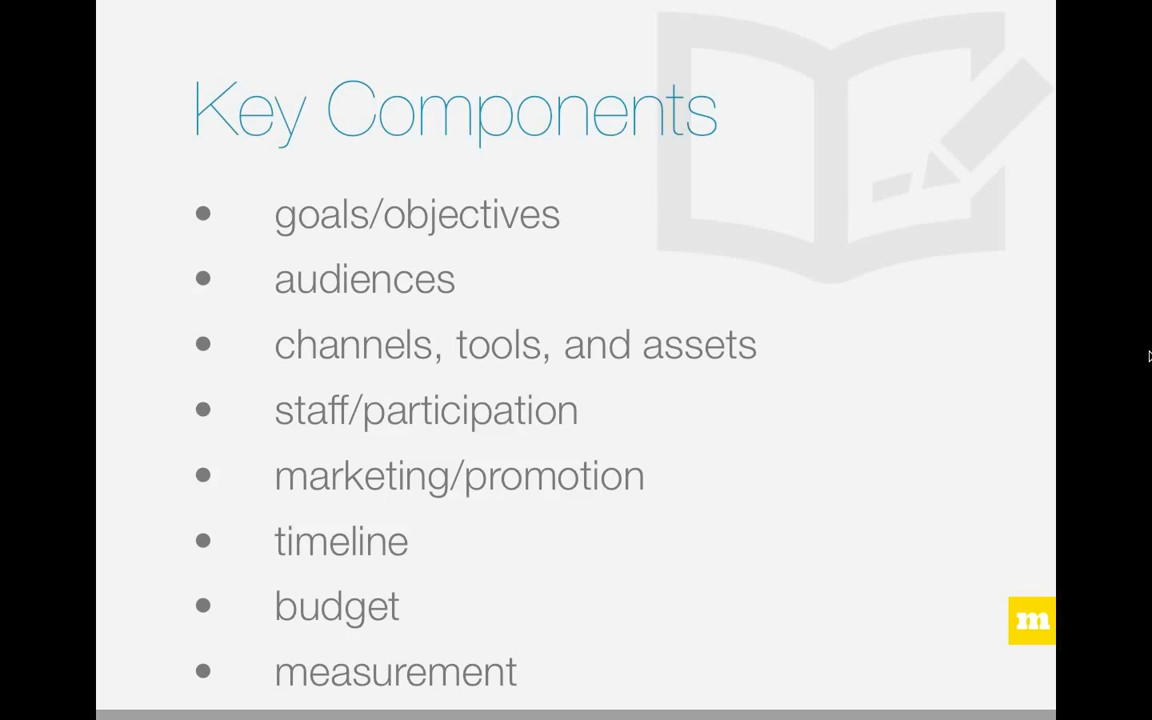 Key Components
• goals/objectives
• audiences
• channels, tools, and assets
• staff/participation
• marketing/promotion
• timeline
• budget
• measurement
m